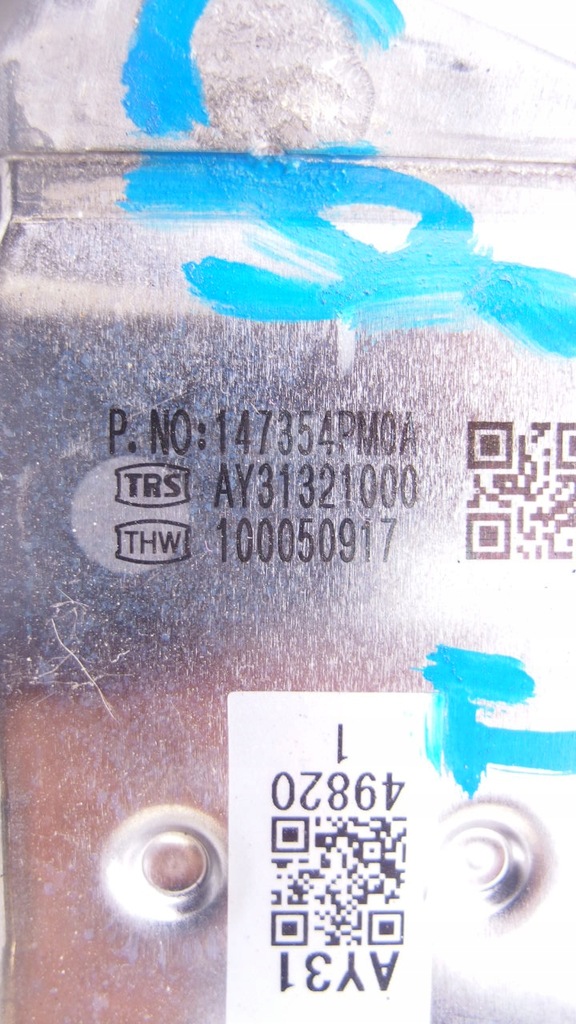 P. NO:147354PM0A
TRS AY31321000
THW 100050917
AY31
49820
1